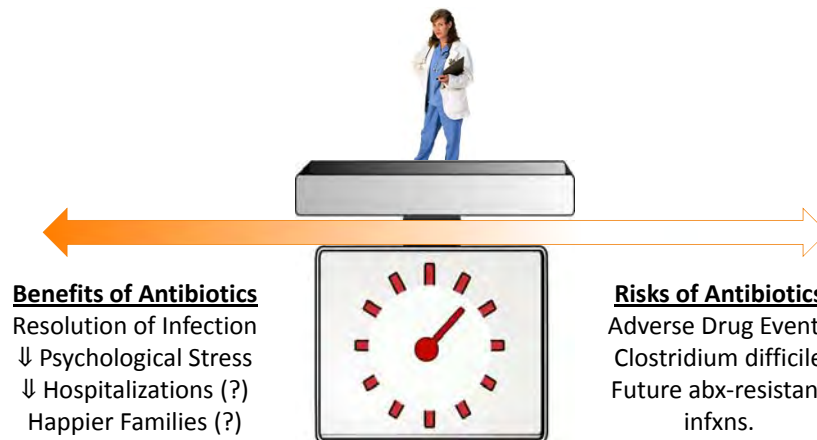 Benefits of Antibiotics
Resolution of Infection
⇓ Psychological Stress
⇓ Hospitalizations (?)
Happier Families (?)
Risks of Antibiotics
Adverse Drug Event
Clostridium difficile
Future abx-resistan
infxns.